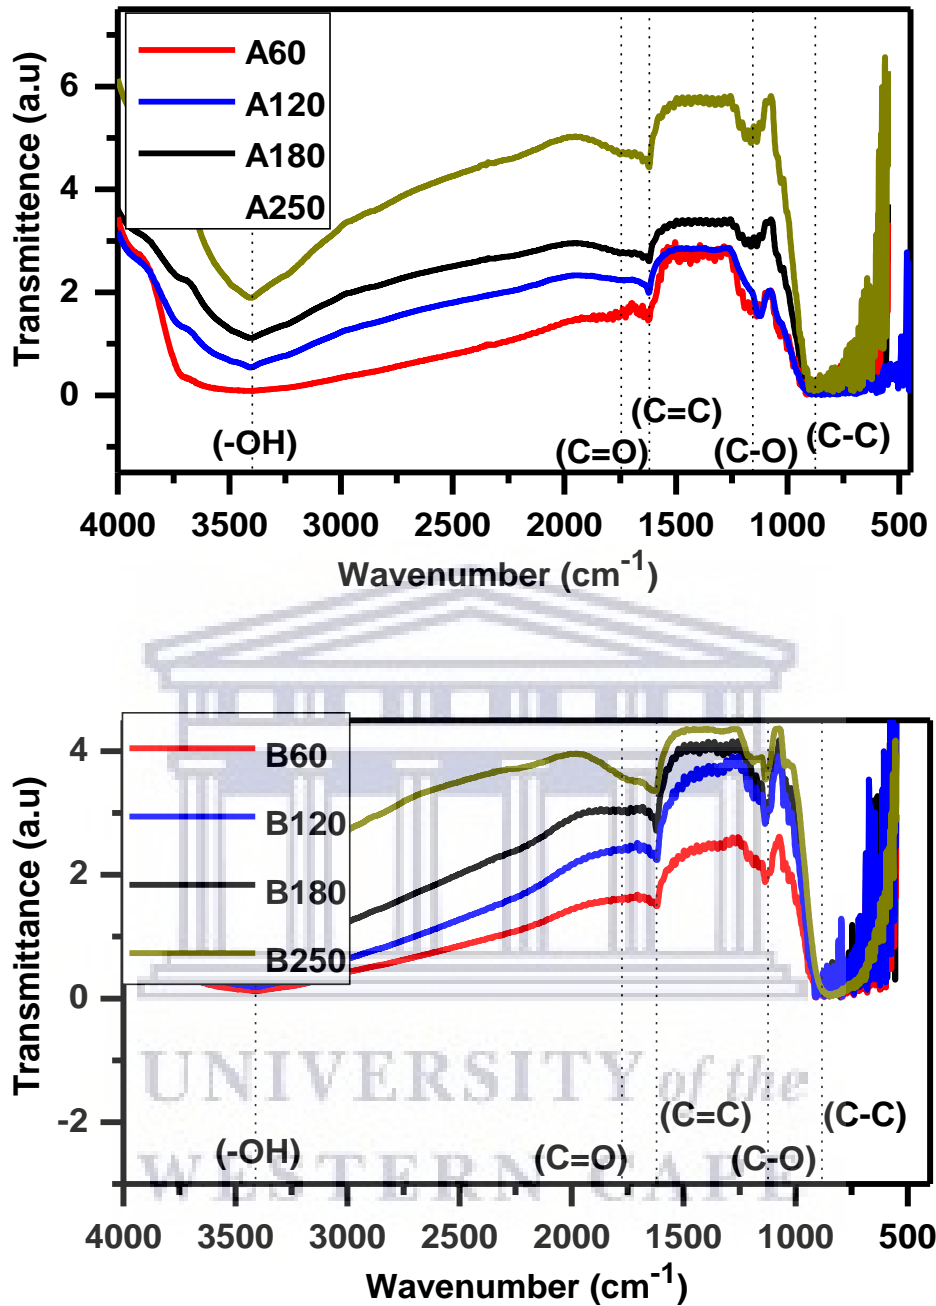 A60
A120
A180
A250
Transmittence (a.u)
6
4
2
0
(-OH)
(C=O)
(C=C)
(C-O)
(C-C)
4000 3500 3000 2500 2000 1500 1000 500
Wavenumber (cm-1)
B60
B120
B180
B250
Transmittance (a.u)
4
2
0
-2
UNIVERSITY of the
WESTERN CAPE
(-OH)
(C=O)
(C=C)
(C-O)
(C-C)
4000 3500 3000 2500 2000 1500 1000 500
Wavenumber (cm-1)